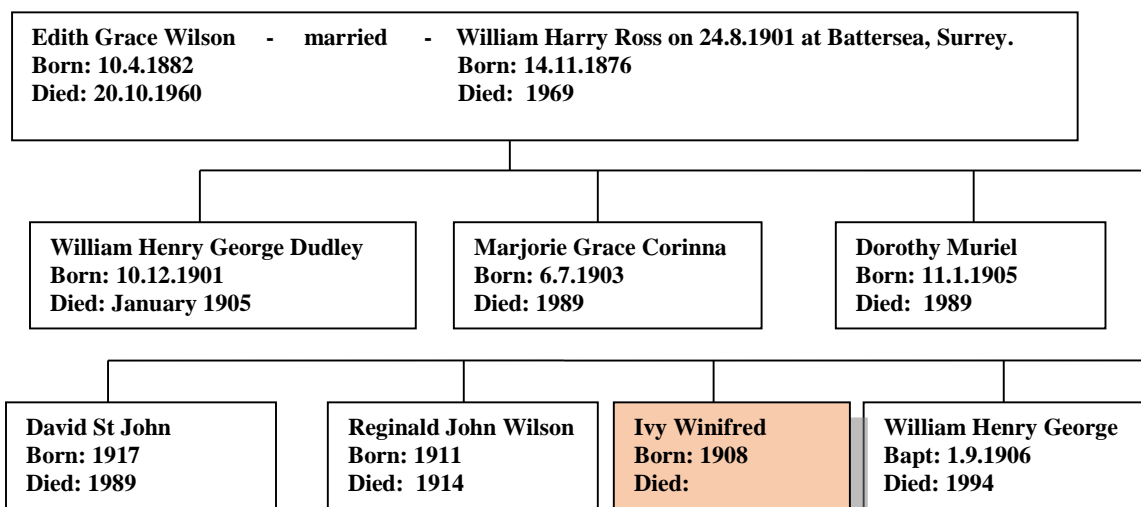 Edith Grace Wilson - married - William Harry Ross on 24.8.1901 at Battersea, Surrey.
Born: 10.4.1882 Born: 14.11.1876
Died: 20.10.1960 Died: 1969
William Henry George Dudley
Born: 10.12.1901
Died: January 1905
Marjorie Grace Corinna
Born: 6.7.1903
Died: 1989
Dorothy Muriel
Born: 11.1.1905
Died: 1989
David St John
Born: 1917
Died: 1989
Reginald John Wilson
Born: 1911
Died: 1914
Ivy Winifred
Born: 1908
Died:
William Henry George
Bapt: 1.9.1906
Died: 1994